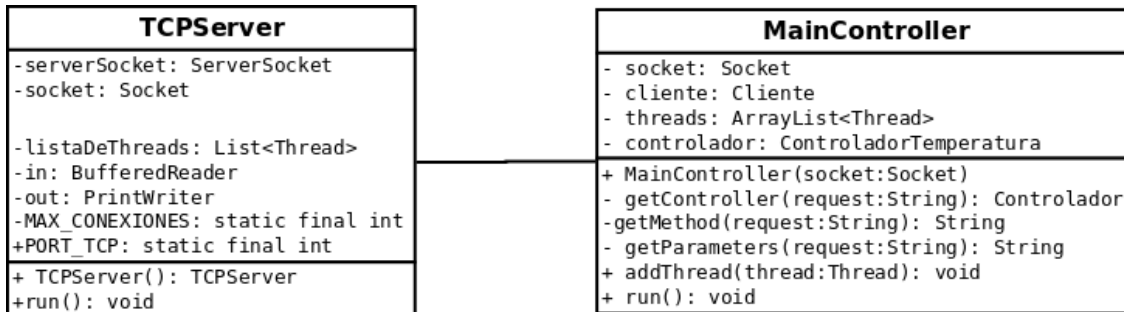 TCPServer
-serverSocket: ServerSocket
-socket: Socket
-listaDeThreads: List<Thread>
-in: BufferedReader
-out: PrintWriter
-MAX_CONEXIONES: static final int
+PORT_TCP: static final int
+ TCPServer(): TCPServer
+run(): void
MainController
- socket: Socket
- cliente: Cliente
- threads: ArrayList<Thread>
- controlador: ControladorTemperatura
+ MainController(socket:Socket)
- getController(request:String): Controlador
-getMethod(request:String): String
- getParameters(request:String): String
+ addThread(thread:Thread): void
+ run(): void